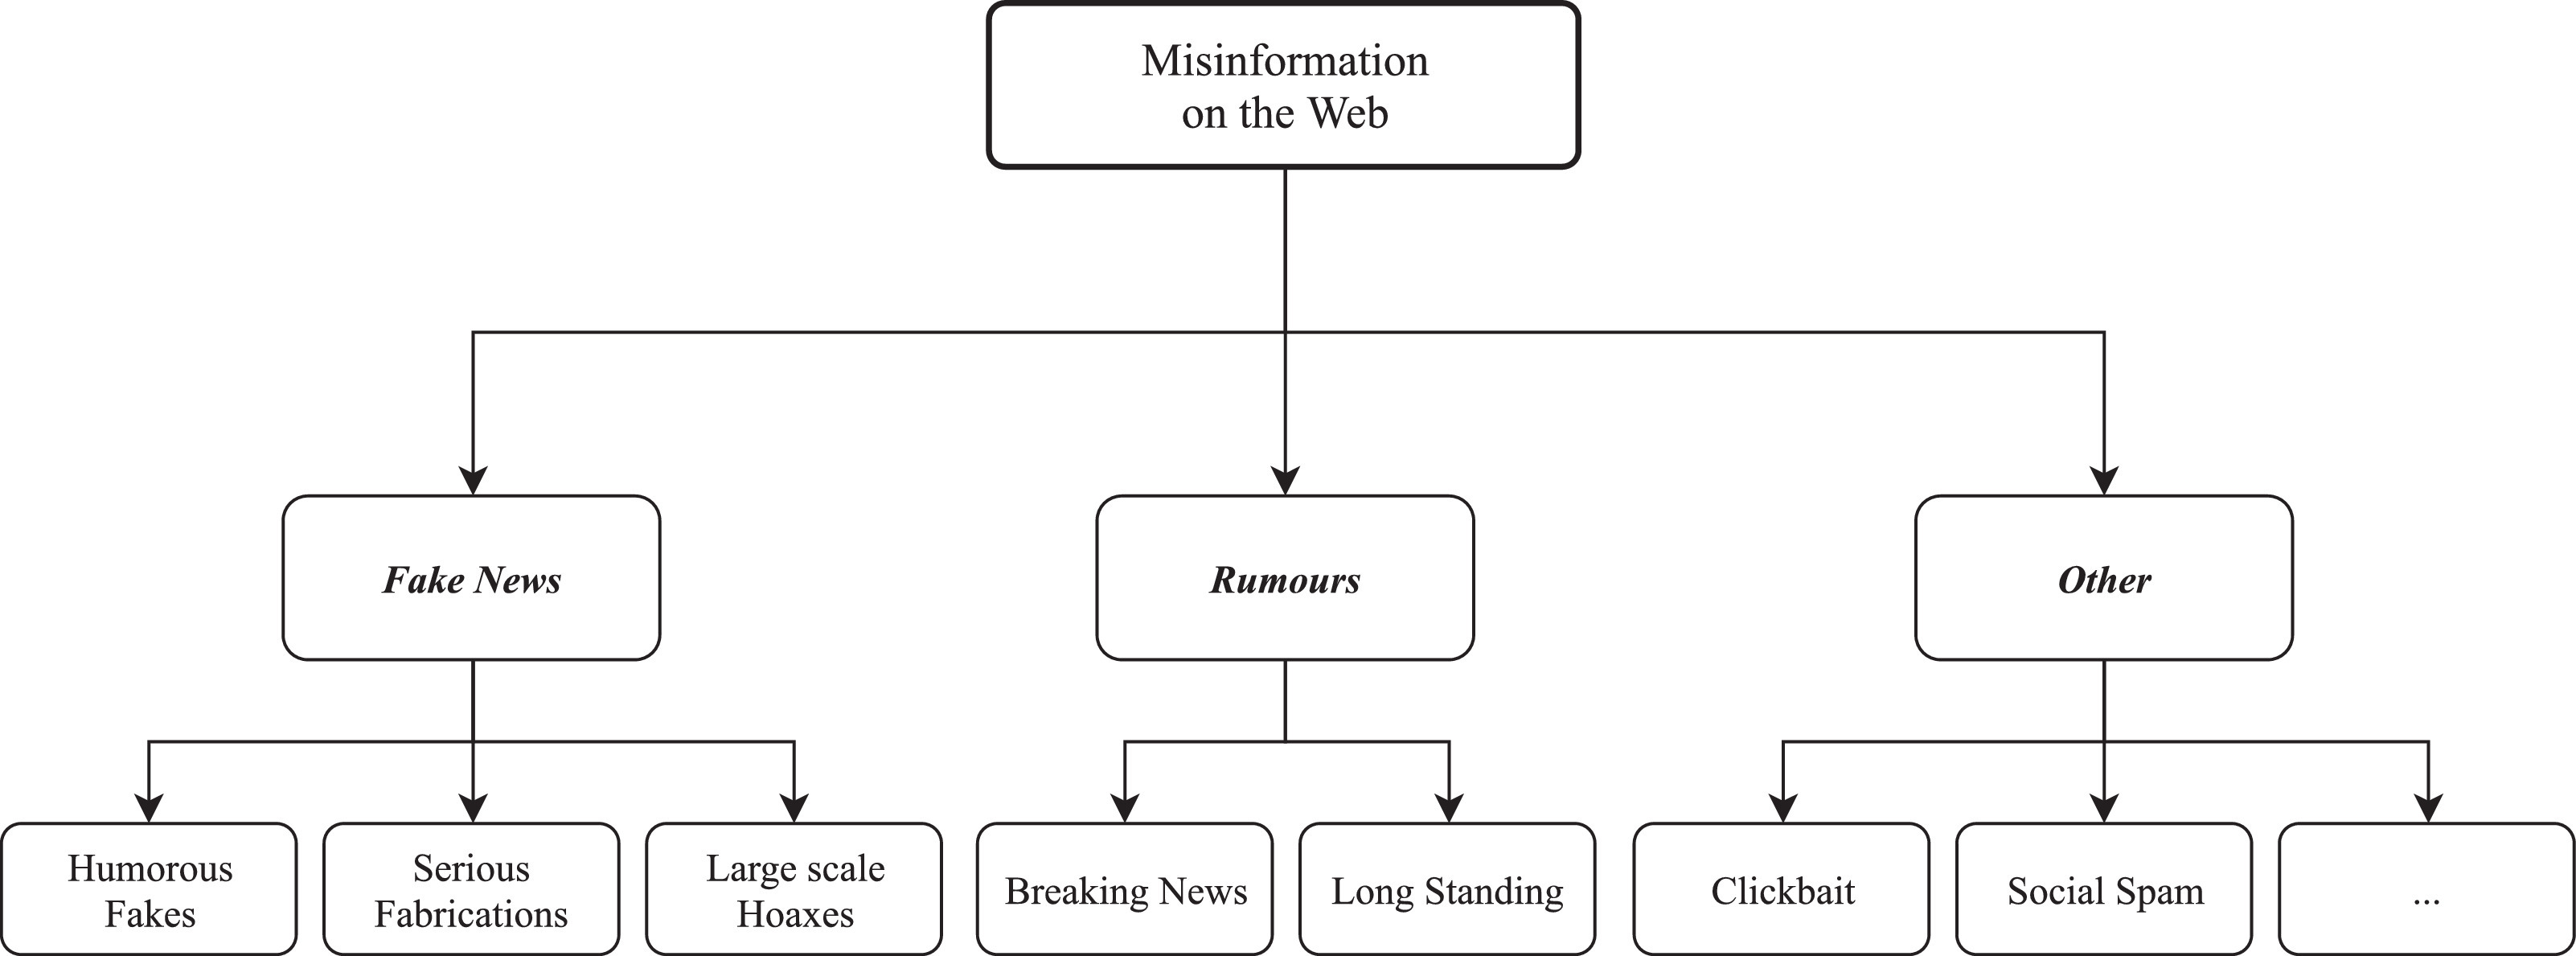 Misinformation
on the Web
Fake News
Rumours
Other
Humorous
Fakes
Serious
Fabrications
Large scale
Hoaxes
Breaking News
Long Standing
Clickbait
Social Spam
...